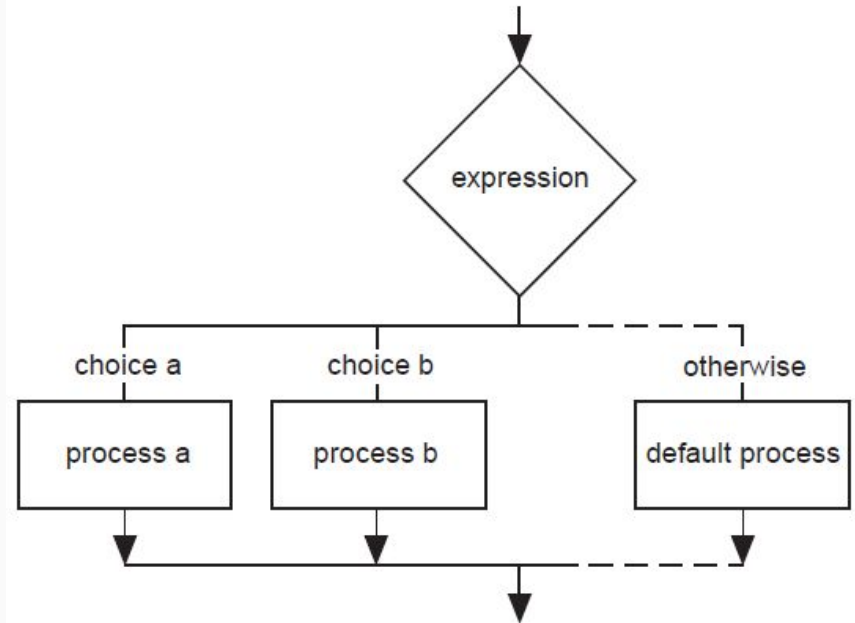 expression
choice a
choice b
otherwise
process a
process b
default process